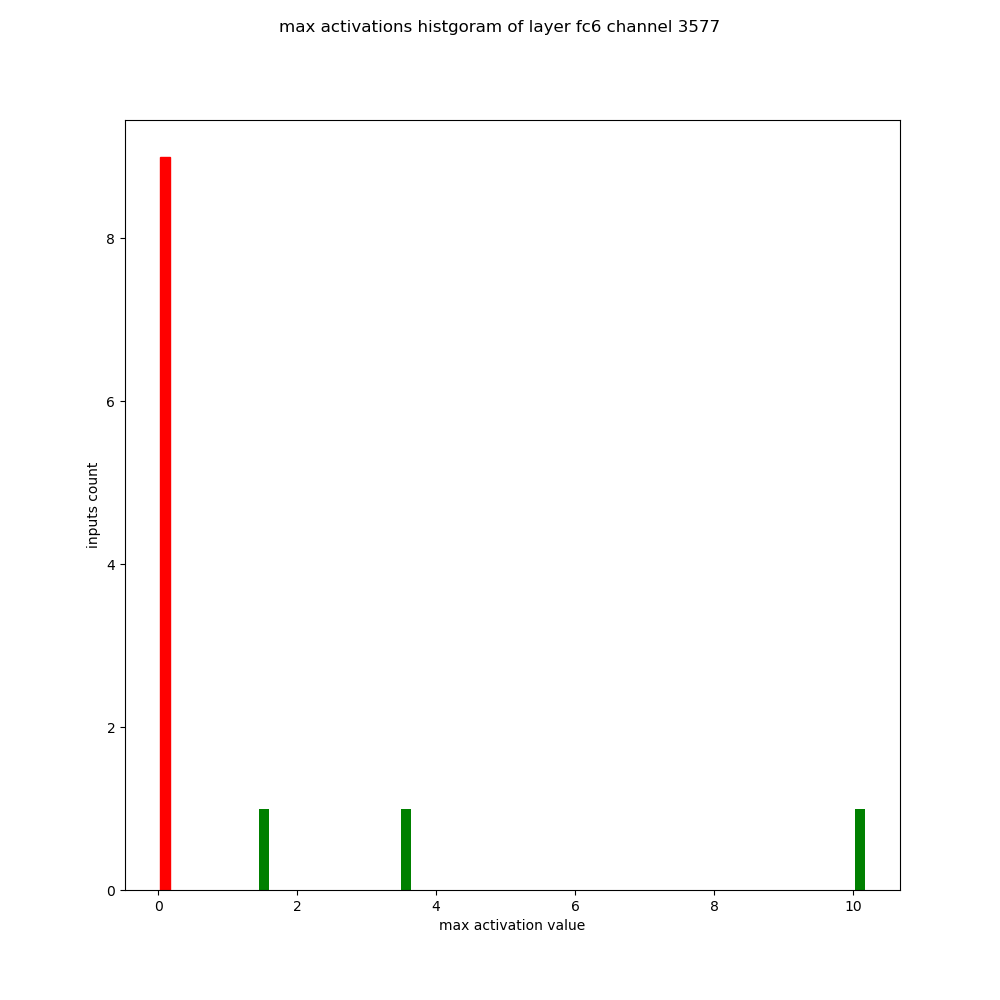 max activations histgoram of layer fc6 channel 3577
8
6
4
2
0
inputs count
0 2 4 6 8 10
max activation value